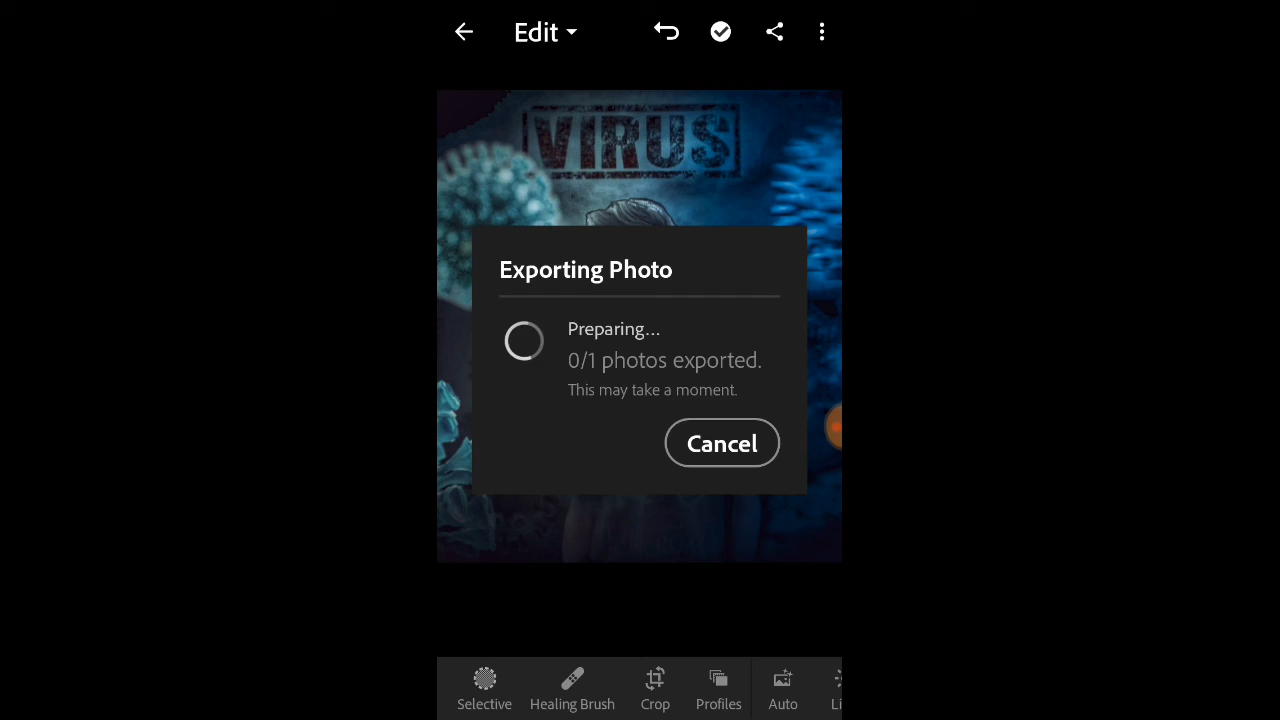 Edit
VIRUS
Exporting Photo
Preparing...
0/1 photos exported.
This may take a moment.
Cancel
Selective Healing Brush Crop Profiles Auto Li